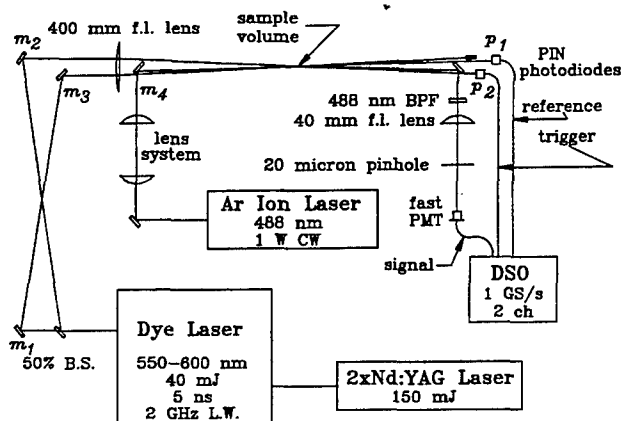 m2
400 mm f.l. lens
m3
m4
sample
volume
p1
p2
PIN
photodiodes
488 nm BPF
40 mm f.l. lens
reference
trigger
lens
system
20 micron pinhole
Ar Ion Laser
488 nm
1 W CW
fast
PMT
signal
DSO
1 GS/s
2 ch
m1
50% B.S.
Dye Laser
550-600 nm
40 mJ
5 ns
2 GHz L.W.
2xNd:YAG Laser
150 mJ